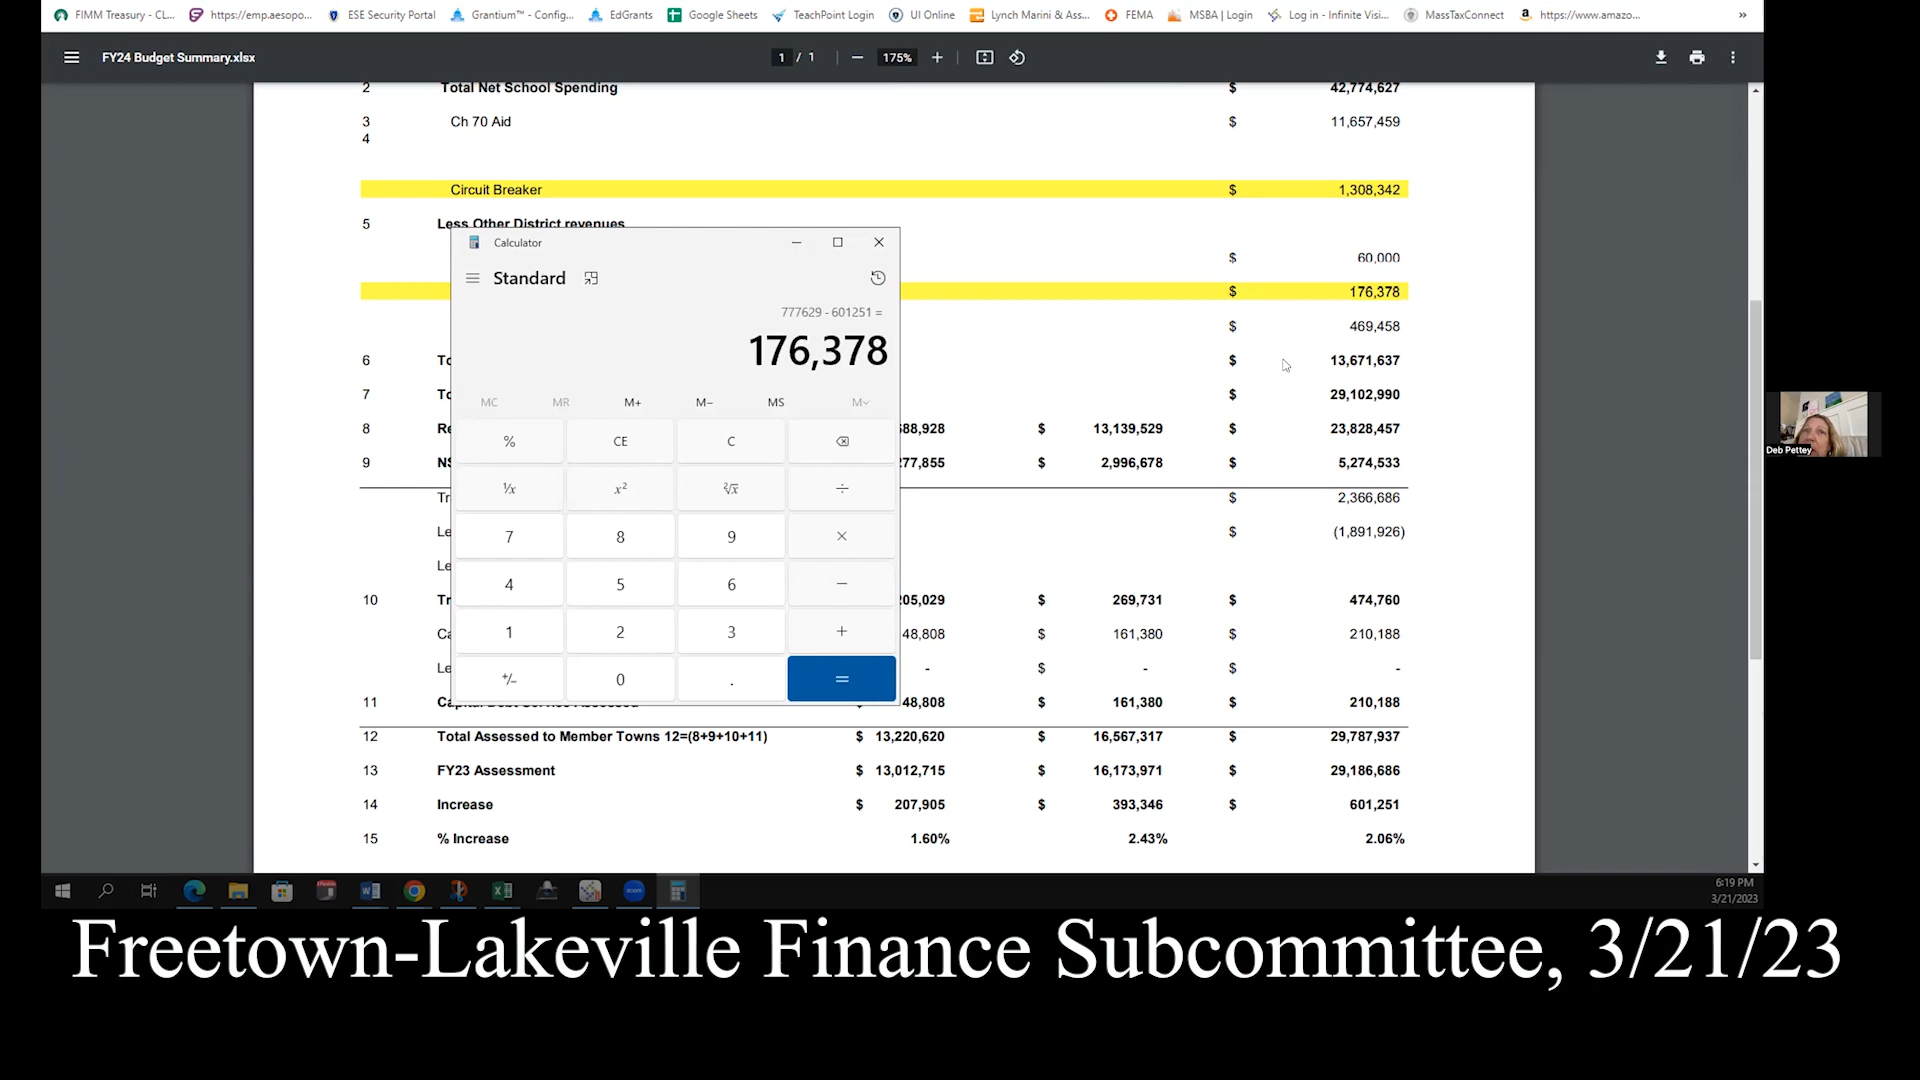 FIMM Treasury - CL... https://emp.aesopo... ESE Security Portal Grantium™ - Config... EdGrants Google Sheets TeachPoint Login UI Online Lynch Marini & Ass... FEMA MSBA | Login Log in - Infinite Visi... MassTaxConnect https://www.amazo... »
FY24 Budget Summary.xlsx 1 / 1 − 175% +
2 Total Net School Spending $ 42,774,627
3 Ch 70 Aid $ 11,657,459
4
Circuit Breaker $ 1,308,342
5 Less Other District revenues
$ 60,000
$ 176,378
$ 469,458
6 To $ 13,671,637
7 To $ 29,102,990
8 Re 588,928 $ 13,139,529 $ 23,828,457
9 NS 277,855 $ 2,996,678 $ 5,274,533
Tr $ 2,366,686
Le $ (1,891,926)
Le
10 Tr 205,029 $ 269,731 $ 474,760
Ca 48,808 $ 161,380 $ 210,188
Le - $ - $ -
11 Capital Debt Service Assessed $ 48,808 $ 161,380 $ 210,188
12 Total Assessed to Member Towns 12=(8+9+10+11) $ 13,220,620 $ 16,567,317 $ 29,787,937
13 FY23 Assessment $ 13,012,715 $ 16,173,971 $ 29,186,686
14 Increase $ 207,905 $ 393,346 $ 601,251
15 % Increase 1.60% 2.43% 2.06%
Calculator
Standard
777629 - 601251 =
176,378
MC MR M+ M− MS M
% CE C
¹/x x² ²√x ÷
7 8 9 ×
4 5 6 −
1 2 3 +
+/− 0 . =
Deb Pettey
zoom
6:19 PM
3/21/2023
Freetown-Lakeville Finance Subcommittee, 3/21/23